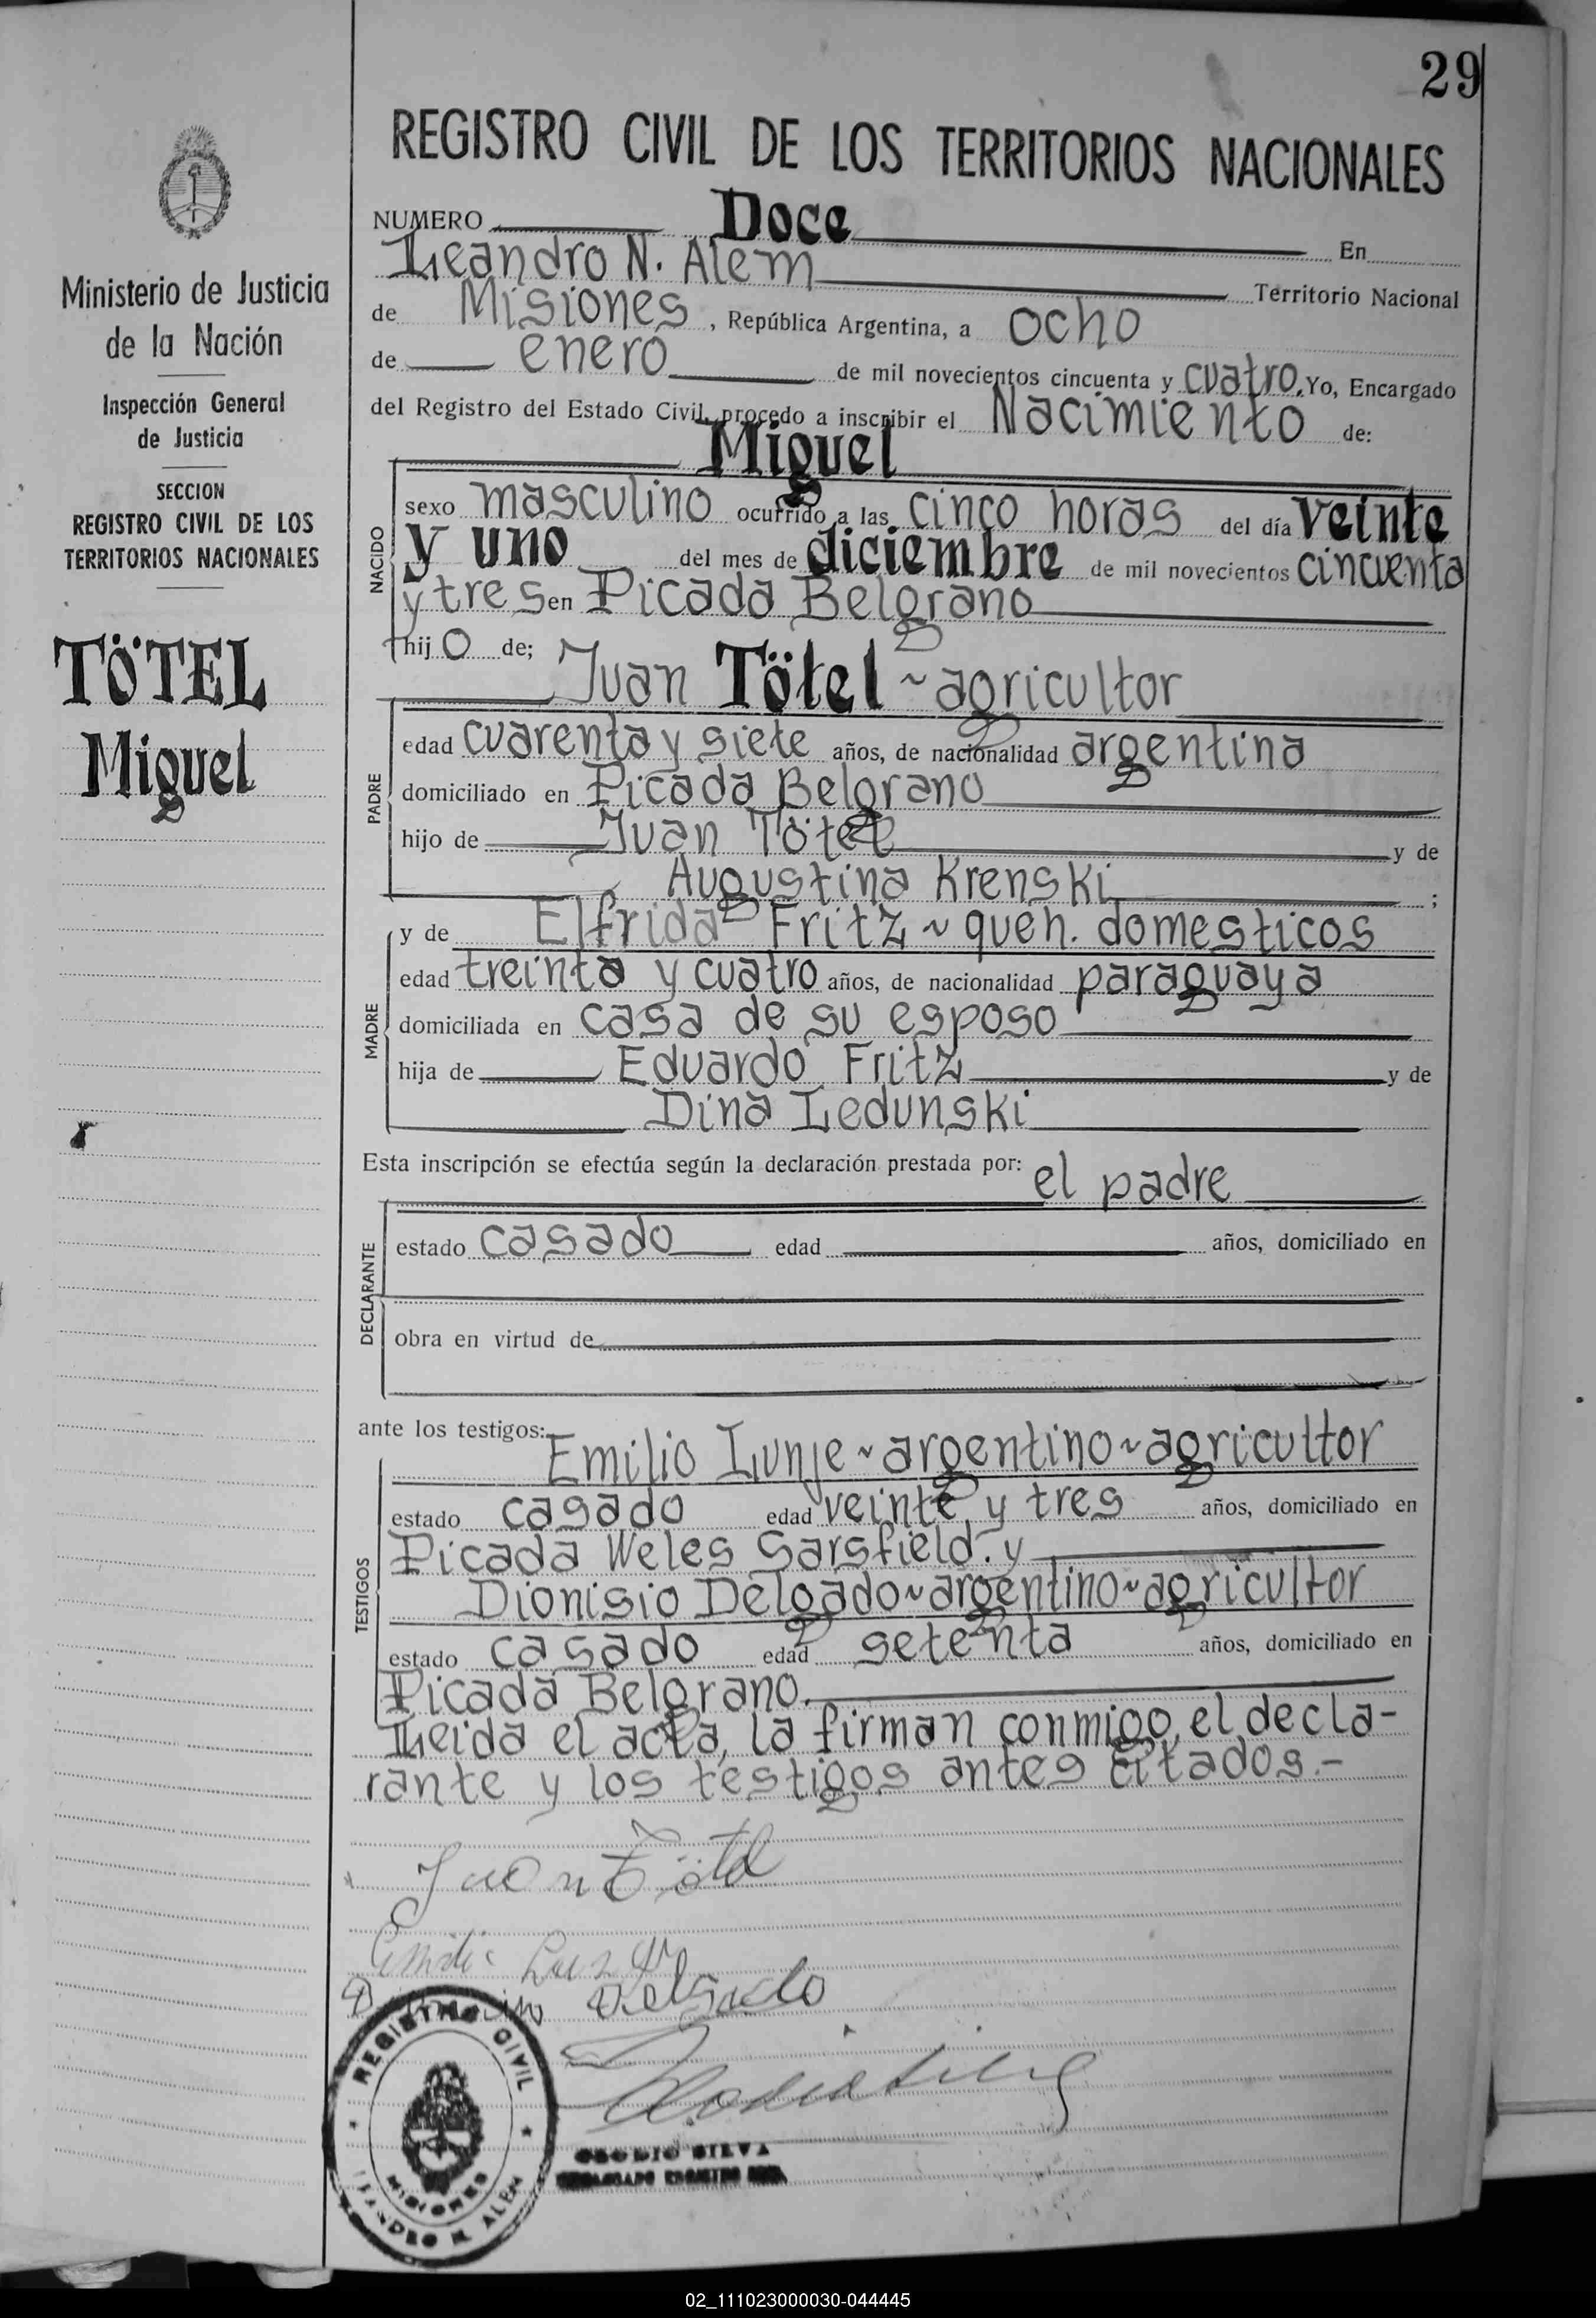 29
REGISTRO CIVIL DE LOS TERRITORIOS NACIONALES
Ministerio de Justicia
de la Nación
Inspección General
de Justicia
SECCION
REGISTRO CIVIL DE LOS
TERRITORIOS NACIONALES
TÖTEL
Miguel
NUMERO Doce En
Leandro N. Alem Territorio Nacional
de Misiones, República Argentina, a ocho
de enero de mil novecientos cincuenta y cuatro. Yo, Encargado
del Registro del Estado Civil, procedo a inscribir el Nacimiento de:
Miguel
NACIDO
sexo masculino ocurrido a las cinco horas del día veinte
y uno del mes de diciembre de mil novecientos cincuenta
y tres en Picada Belgrano
hijo de; Juan Tötel ~ agricultor
PADRE
edad cuarenta y siete años, de nacionalidad argentina
domiciliado en Picada Belgrano
hijo de Juan Tötel y de
Augustina Krenski ;
MADRE
y de Elfrida Fritz ~ queh. domesticos
edad treinta y cuatro años, de nacionalidad paraguaya
domiciliada en casa de su esposo
hija de Eduardo Fritz y de
Dina Ledunski
Esta inscripción se efectúa según la declaración prestada por: el padre
DECLARANTE
estado casado edad años, domiciliado en
obra en virtud de
ante los testigos:
TESTIGOS
Emilio Lunje ~ argentino ~ agricultor
estado casado edad veinte y tres años, domiciliado en
Picada Weles Sarsfield. y
Dionisio Delgado ~ argentino ~ agricultor
estado casado edad setenta años, domiciliado en
Picada Belgrano.
Leida el acta, la firman conmigo, el decla-
rante y los testigos antes citados.-
Juan Tötel
Emilio
Delgado
REGISTRO CIVIL
MISIONES
LEANDRO N. ALEM
SILVA
02_111023000030-044445